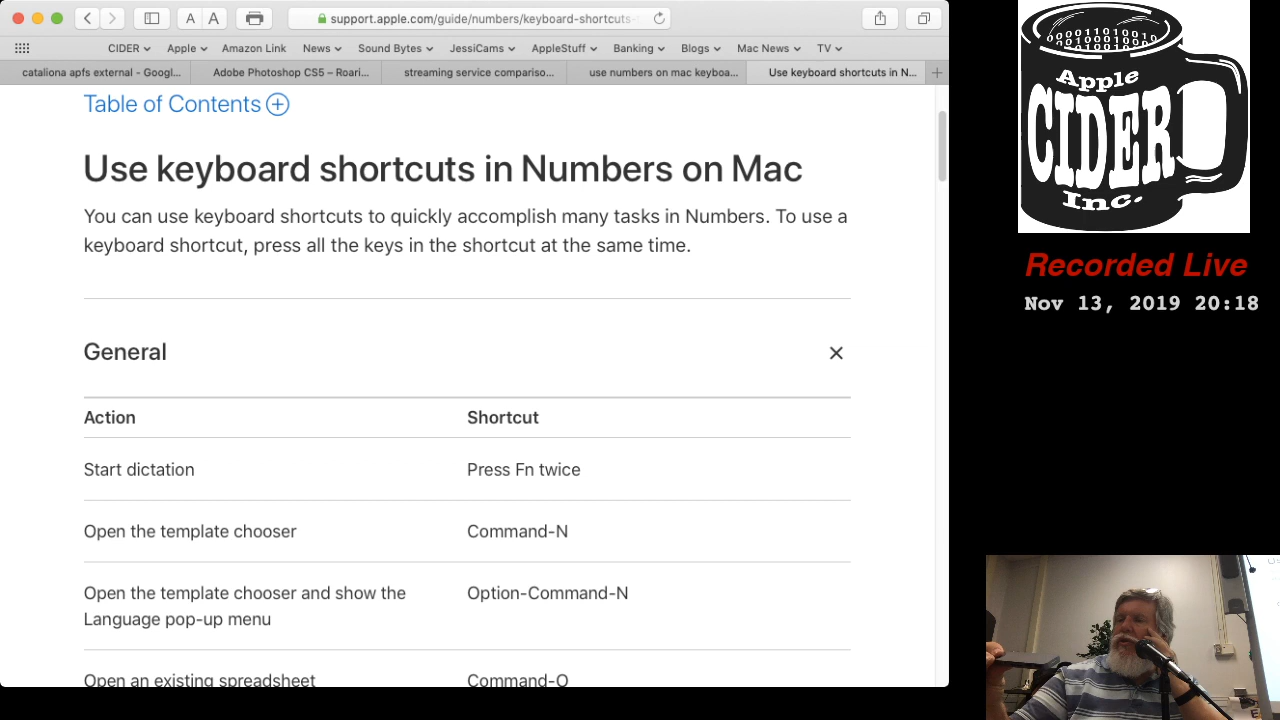 support.apple.com/guide/numbers/keyboard-shortcuts-
CIDER Apple Amazon Link News Sound Bytes JessiCams AppleStuff Banking Blogs Mac News TV
cataliona apfs external - Googl... Adobe Photoshop CS5 – Roari... streaming service compariso... use numbers on mac keyboa... Use keyboard shortcuts in N...
Table of Contents
Use keyboard shortcuts in Numbers on Mac
You can use keyboard shortcuts to quickly accomplish many tasks in Numbers. To use a
keyboard shortcut, press all the keys in the shortcut at the same time.
General
Action Shortcut
Start dictation Press Fn twice
Open the template chooser Command-N
Open the template chooser and show the Option-Command-N
Language pop-up menu
Open an existing spreadsheet Command-O
000011010010
Apple
CIDER
Inc.
Recorded Live
Nov 13, 2019 20:18